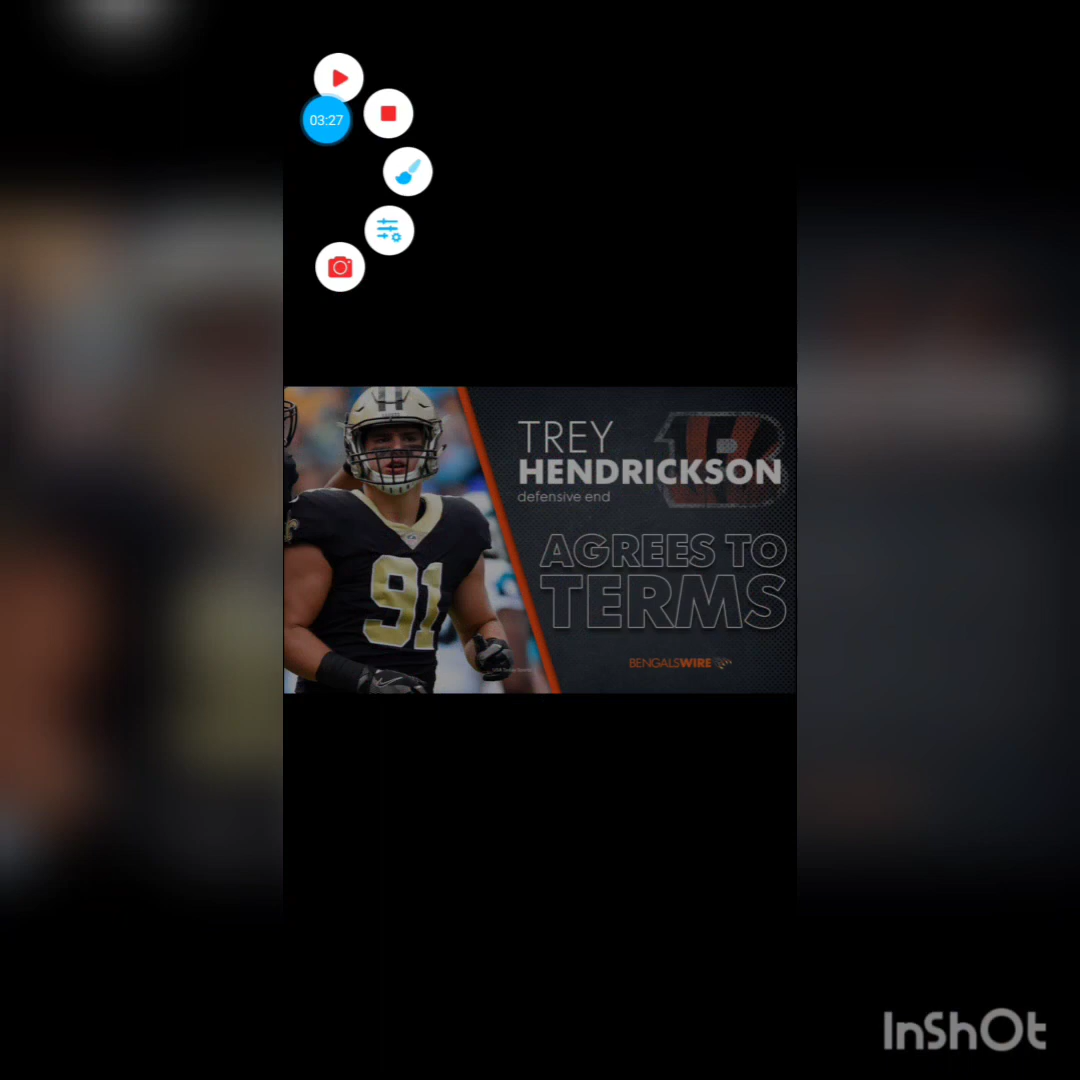 03:27
TREY
HENDRICKSON
defensive end
AGREES TO
TERMS
91
BENGALSWIRE
InShOt